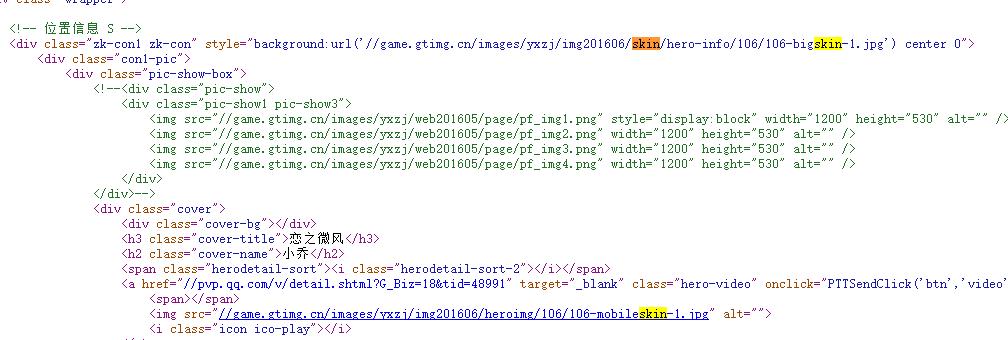 <!-- 位置信息 S -->
<div class="zk-con1 zk-con" style="background:url('//game.gtimg.cn/images/yxzj/img201606/skin/hero-info/106/106-bigskin-1.jpg') center 0">
<div class="con1-pic">
<div class="pic-show-box">
<!--<div class="pic-show">
<div class="pic-show1 pic-show3">
<img src="//game.gtimg.cn/images/yxzj/web201605/page/pf_img1.png" style="display:block" width="1200" height="530" alt="" />
<img src="//game.gtimg.cn/images/yxzj/web201605/page/pf_img2.png" width="1200" height="530" alt="" />
<img src="//game.gtimg.cn/images/yxzj/web201605/page/pf_img3.png" width="1200" height="530" alt="" />
<img src="//game.gtimg.cn/images/yxzj/web201605/page/pf_img4.png" width="1200" height="530" alt="" />
</div>
</div>-->
<div class="cover">
<div class="cover-bg"></div>
<h3 class="cover-title">恋之微风</h3>
<h2 class="cover-name">小乔</h2>
<span class="herodetail-sort"><i class="herodetail-sort-2"></i></span>
<a href="//pvp.qq.com/v/detail.shtml?G_Biz=18&tid=48991" target="_blank" class="hero-video" onclick="PTTSendClick('btn','video'
<span></span>
<img src="//game.gtimg.cn/images/yxzj/img201606/heroimg/106/106-mobileskin-1.jpg" alt="">
<i class="icon ico-play"></i>